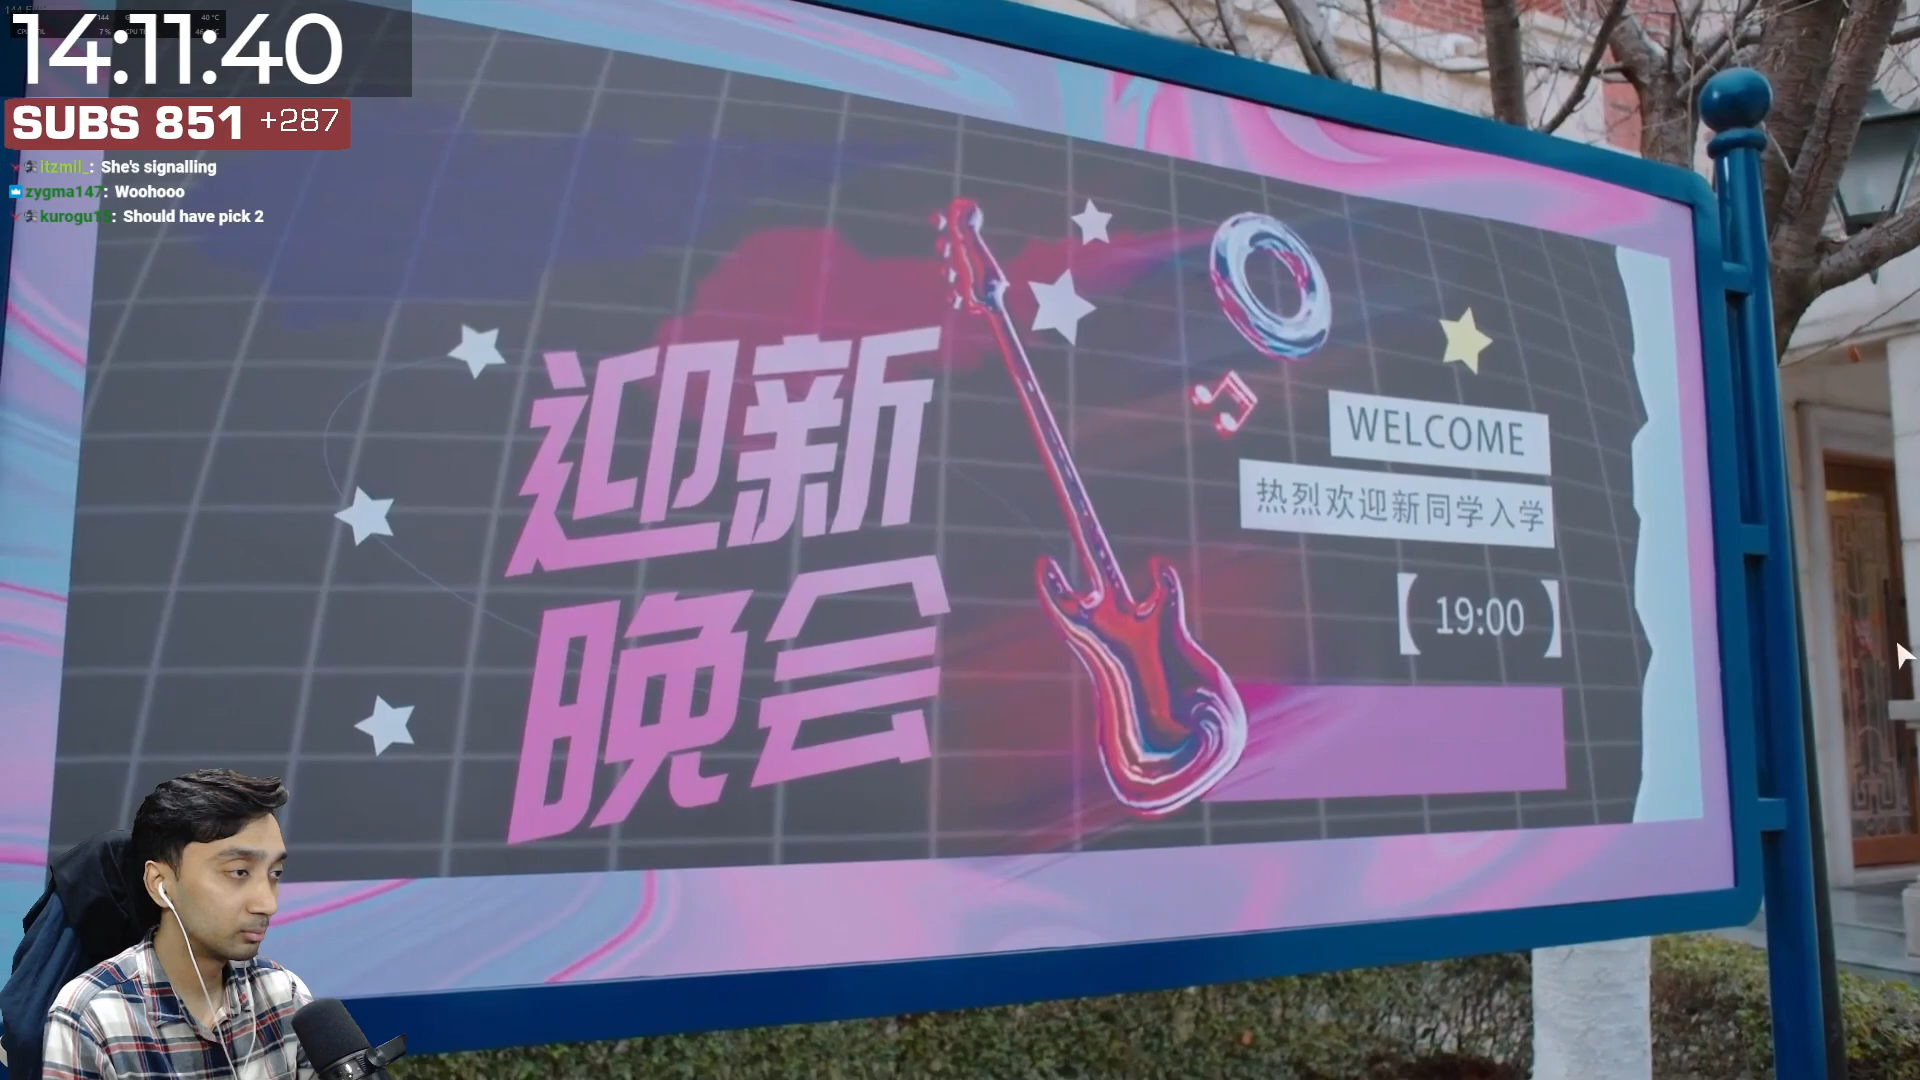 14:11:40
SUBS 851 +287
itzmil_: She's signalling
zygma147: Woohooo
kurogu15: Should have pick 2
迎新
晚会
WELCOME
热烈欢迎新同学入学
【 19:00 】